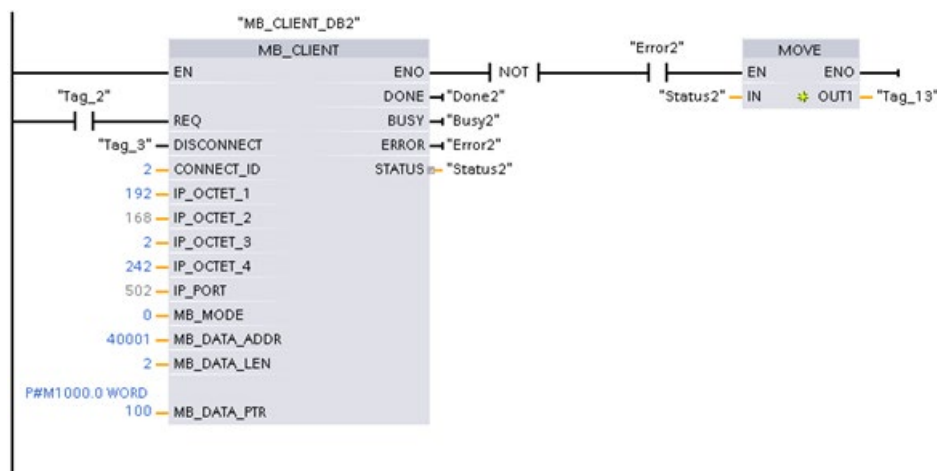 "MB_CLIENT_DB2"
MB_CLIENT
"Error2"
MOVE
EN
ENO
NOT
EN
ENO
"Tag_2"
DONE
"Done2"
"Status2"
IN
OUT1
"Tag_13"
REQ
BUSY
"Busy2"
"Tag_3"
DISCONNECT
ERROR
"Error2"
2
CONNECT_ID
STATUS
"Status2"
192
IP_OCTET_1
168
IP_OCTET_2
2
IP_OCTET_3
242
IP_OCTET_4
502
IP_PORT
0
MB_MODE
40001
MB_DATA_ADDR
2
MB_DATA_LEN
P#M1000.0 WORD
100
MB_DATA_PTR